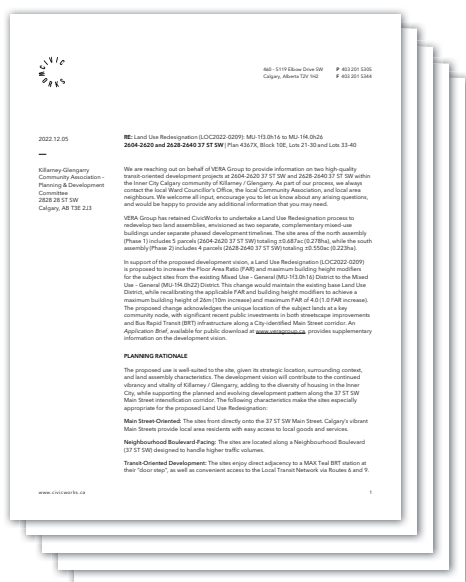 CIVIC WORKS
460 - 5119 Elbow Drive SW P 403 201 5305
Calgary, Alberta T2V 1H2 F 403 201 5344
2022.12.05
RE: Land Use Redesignation (LOC2022-0209): MU-1f3.0h16 to MU-1f4.0h26
2604-2620 and 2628-2640 37 ST SW | Plan 4367X, Block 10E, Lots 21-30 and Lots 33-40
Killarney-Glengarry
Community Association -
Planning & Development
Committee
2828 28 ST SW
Calgary, AB T3E 2J3
We are reaching out on behalf of VERA Group to provide information on two high-quality
transit-oriented development projects at 2604-2620 37 ST SW and 2628-2640 37 ST SW within
the Inner City Calgary community of Killarney / Glengarry. As part of our process, we always
contact the local Ward Councillor's Office, the local Community Association, and local area
neighbours. We welcome all input, encourage you to let us know about any arising questions,
and would be happy to provide any additional information that you may need.
VERA Group has retained CivicWorks to undertake a Land Use Redesignation process to
redevelop two land assemblies, envisioned as two separate, complementary mixed-use
buildings under separate phased development timelines. The site area of the north assembly
(Phase 1) includes 5 parcels (2604-2620 37 ST SW) totaling ±0.687ac (0.278ha), while the south
assembly (Phase 2) includes 4 parcels (2628-2640 37 ST SW) totaling ±0.550ac (0.223ha).
In support of the proposed development vision, a Land Use Redesignation (LOC2022-0209)
is proposed to increase the Floor Area Ratio (FAR) and maximum building height modifiers
for the subject sites from the existing Mixed Use - General (MU-1f3.0h16) District to the Mixed
Use - General (MU-1f4.0h22) District. This change would maintain the existing base Land Use
District, while recalibrating the applicable FAR and building height modifiers to achieve a
maximum building height of 26m (10m increase) and maximum FAR of 4.0 (1.0 FAR increase).
The proposed change acknowledges the unique location of the subject lands at a key
community node, with significant recent public investments in both streetscape improvements
and Bus Rapid Transit (BRT) infrastructure along a City-identified Main Street corridor. An
Application Brief, available for public download at www.veragroup.ca, provides supplementary
information on the development vision.
PLANNING RATIONALE
The proposed use is well-suited to the site, given its strategic location, surrounding context,
and land assembly characteristics. The development vision will contribute to the continued
vibrancy and vitality of Killarney / Glengarry, adding to the diversity of housing in the Inner
City, while supporting the planned and evolving development pattern along the 37 ST SW
Main Street intensification corridor. The following characteristics make the sites especially
appropriate for the proposed Land Use Redesignation:
Main Street-Oriented: The sites front directly onto the 37 ST SW Main Street. Calgary's vibrant
Main Streets provide local area residents with easy access to local goods and services.
Neighbourhood Boulevard-Facing: The sites are located along a Neighbourhood Boulevard
(37 ST SW) designed to handle higher traffic volumes.
Transit-Oriented Development: The sites enjoy direct adjacency to a MAX Teal BRT station at
their "door step", as well as convenient access to the Local Transit Network via Routes 6 and 9.
www.civicworks.ca 1